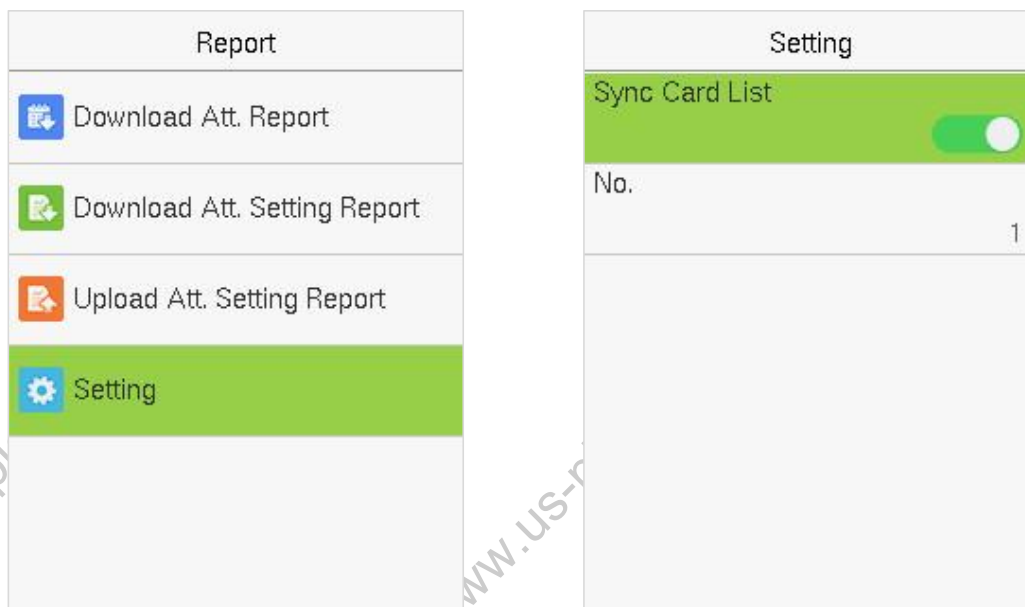 Report
Download Att. Report
Download Att. Setting Report
Upload Att. Setting Report
Setting
Setting
Sync Card List
No.
1